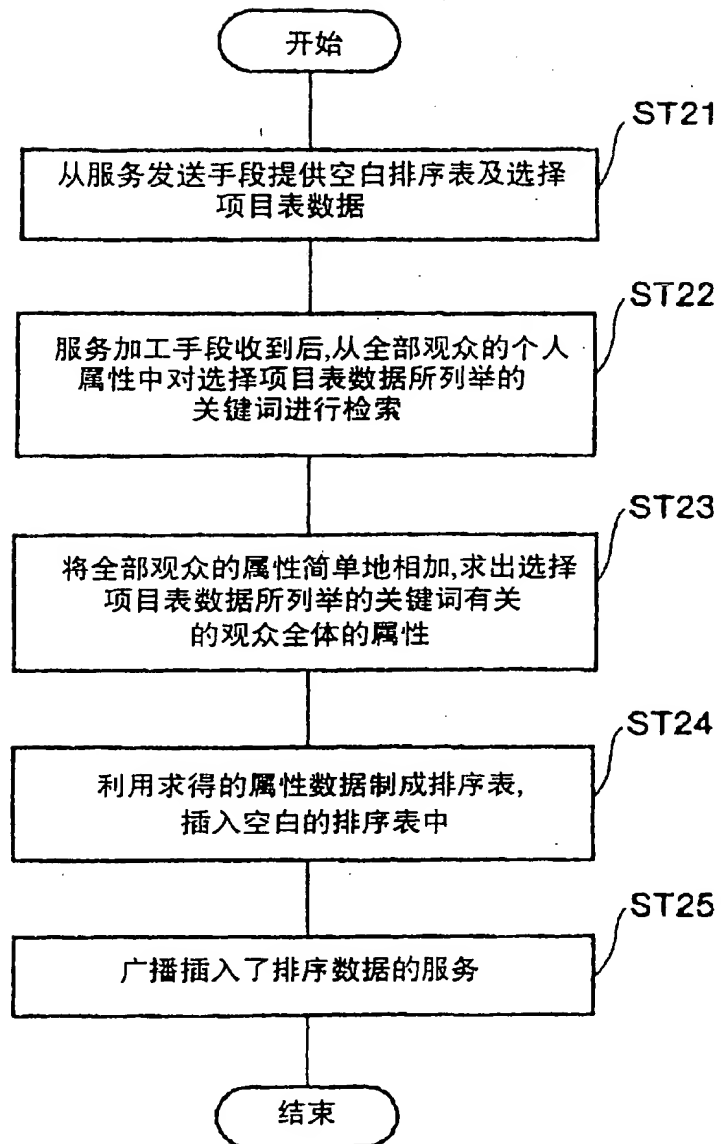 开始
ST21
从服务发送手段提供空白排序表及选择
项目表数据
ST22
服务加工手段收到后,从全部观众的个人
属性中对选择项目表数据所列举的
关键词进行检索
ST23
将全部观众的属性简单地相加,求出选择
项目表数据所列举的关键词有关
的观众全体的属性
ST24
利用求得的属性数据制成排序表,
插入空白的排序表中
ST25
广播插入了排序数据的服务
结束